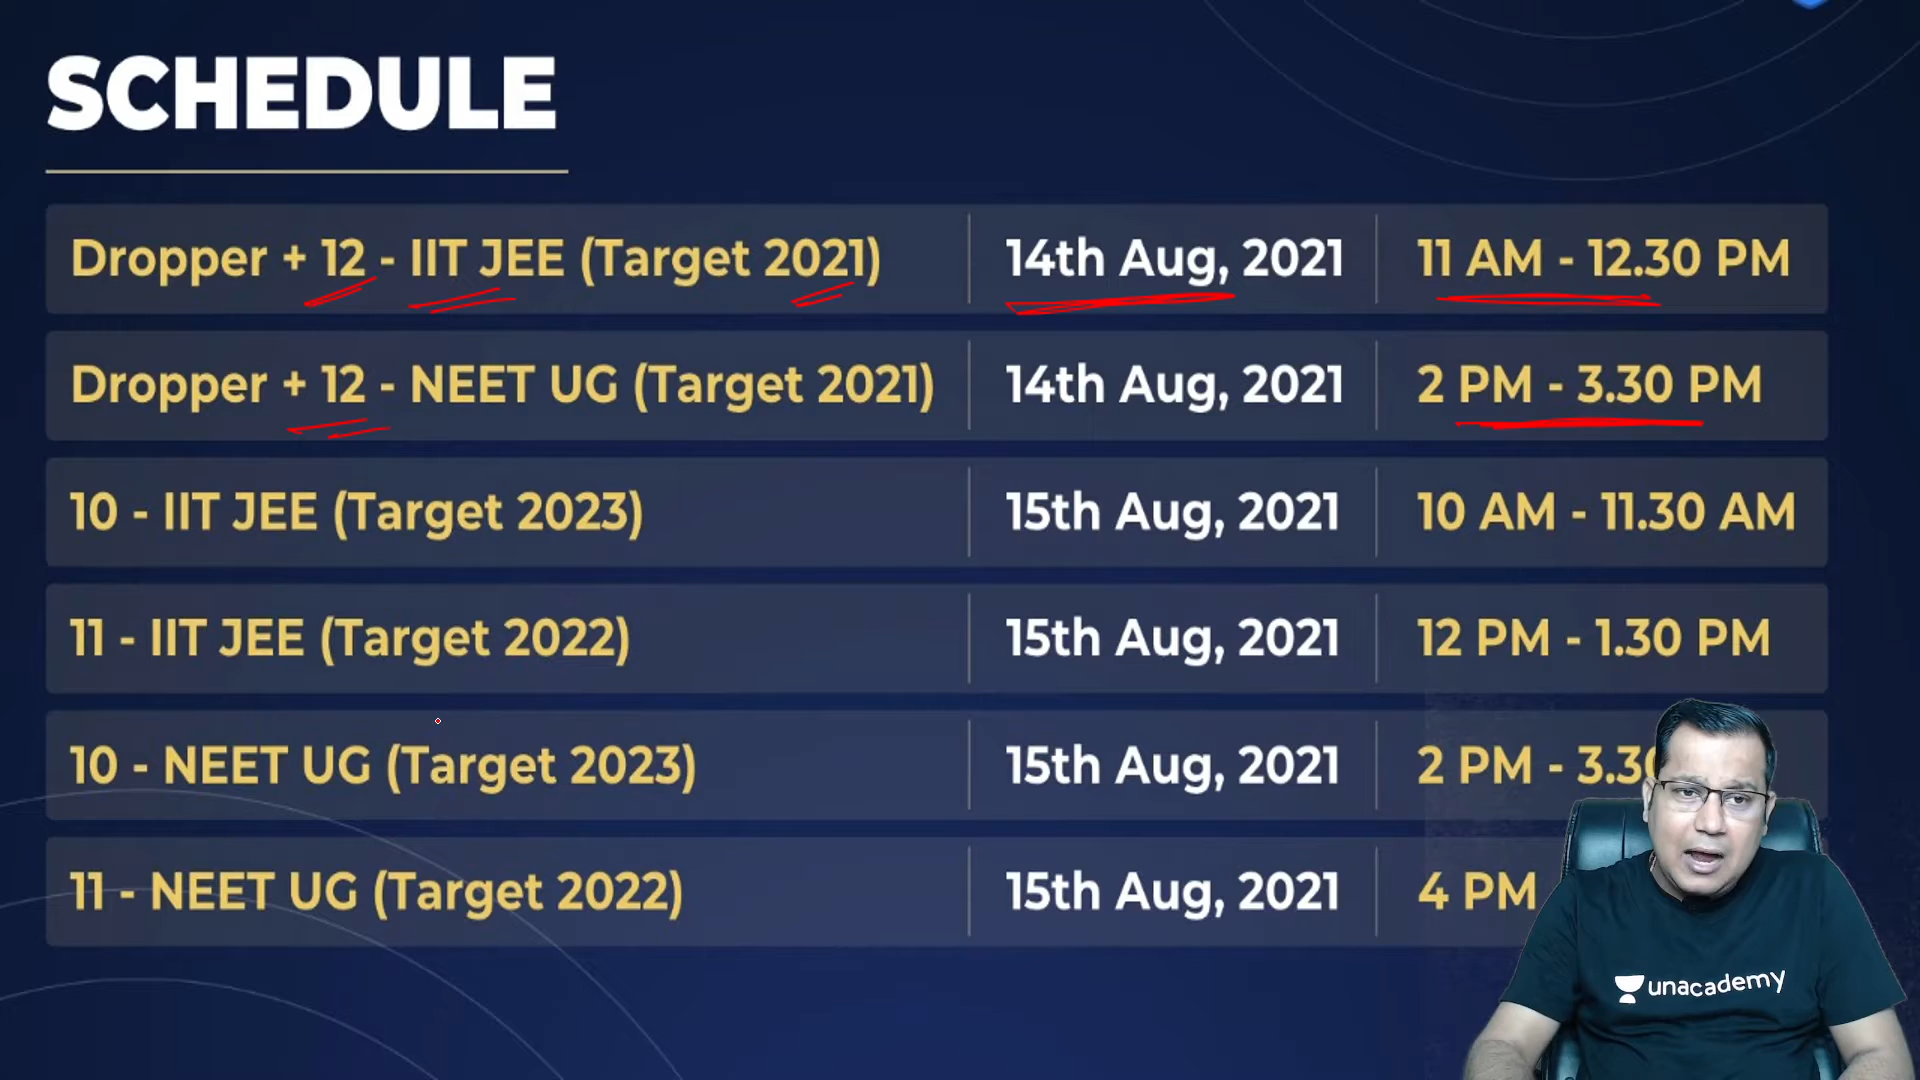 SCHEDULE
Dropper + 12 - IIT JEE (Target 2021) 14th Aug, 2021 11 AM - 12.30 PM
Dropper + 12 - NEET UG (Target 2021) 14th Aug, 2021 2 PM - 3.30 PM
10 - IIT JEE (Target 2023) 15th Aug, 2021 10 AM - 11.30 AM
11 - IIT JEE (Target 2022) 15th Aug, 2021 12 PM - 1.30 PM
10 - NEET UG (Target 2023) 15th Aug, 2021 2 PM - 3.30
11 - NEET UG (Target 2022) 15th Aug, 2021 4 PM
unacademy